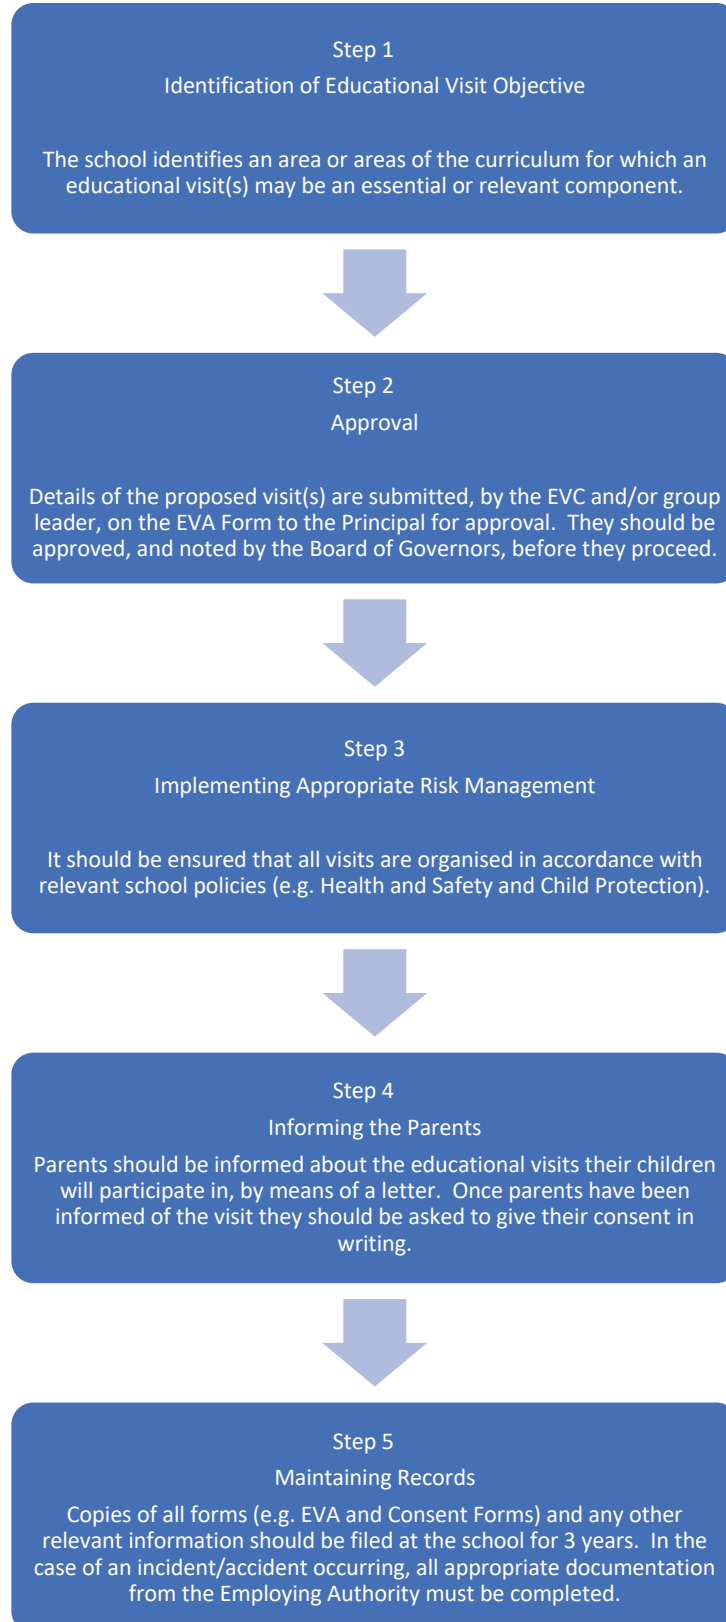 Step 1
Identification of Educational Visit Objective
The school identifies an area or areas of the curriculum for which an
educational visit(s) may be an essential or relevant component.
Step 2
Approval
Details of the proposed visit(s) are submitted, by the EVC and/or group
leader, on the EVA Form to the Principal for approval.  They should be
approved, and noted by the Board of Governors, before they proceed.
Step 3
Implementing Appropriate Risk Management
It should be ensured that all visits are organised in accordance with
relevant school policies (e.g. Health and Safety and Child Protection).
Step 4
Informing the Parents
Parents should be informed about the educational visits their children
will participate in, by means of a letter.  Once parents have been
informed of the visit they should be asked to give their consent in
writing.
Step 5
Maintaining Records
Copies of all forms (e.g. EVA and Consent Forms) and any other
relevant information should be filed at the school for 3 years.  In the
case of an incident/accident occurring, all appropriate documentation
from the Employing Authority must be completed.